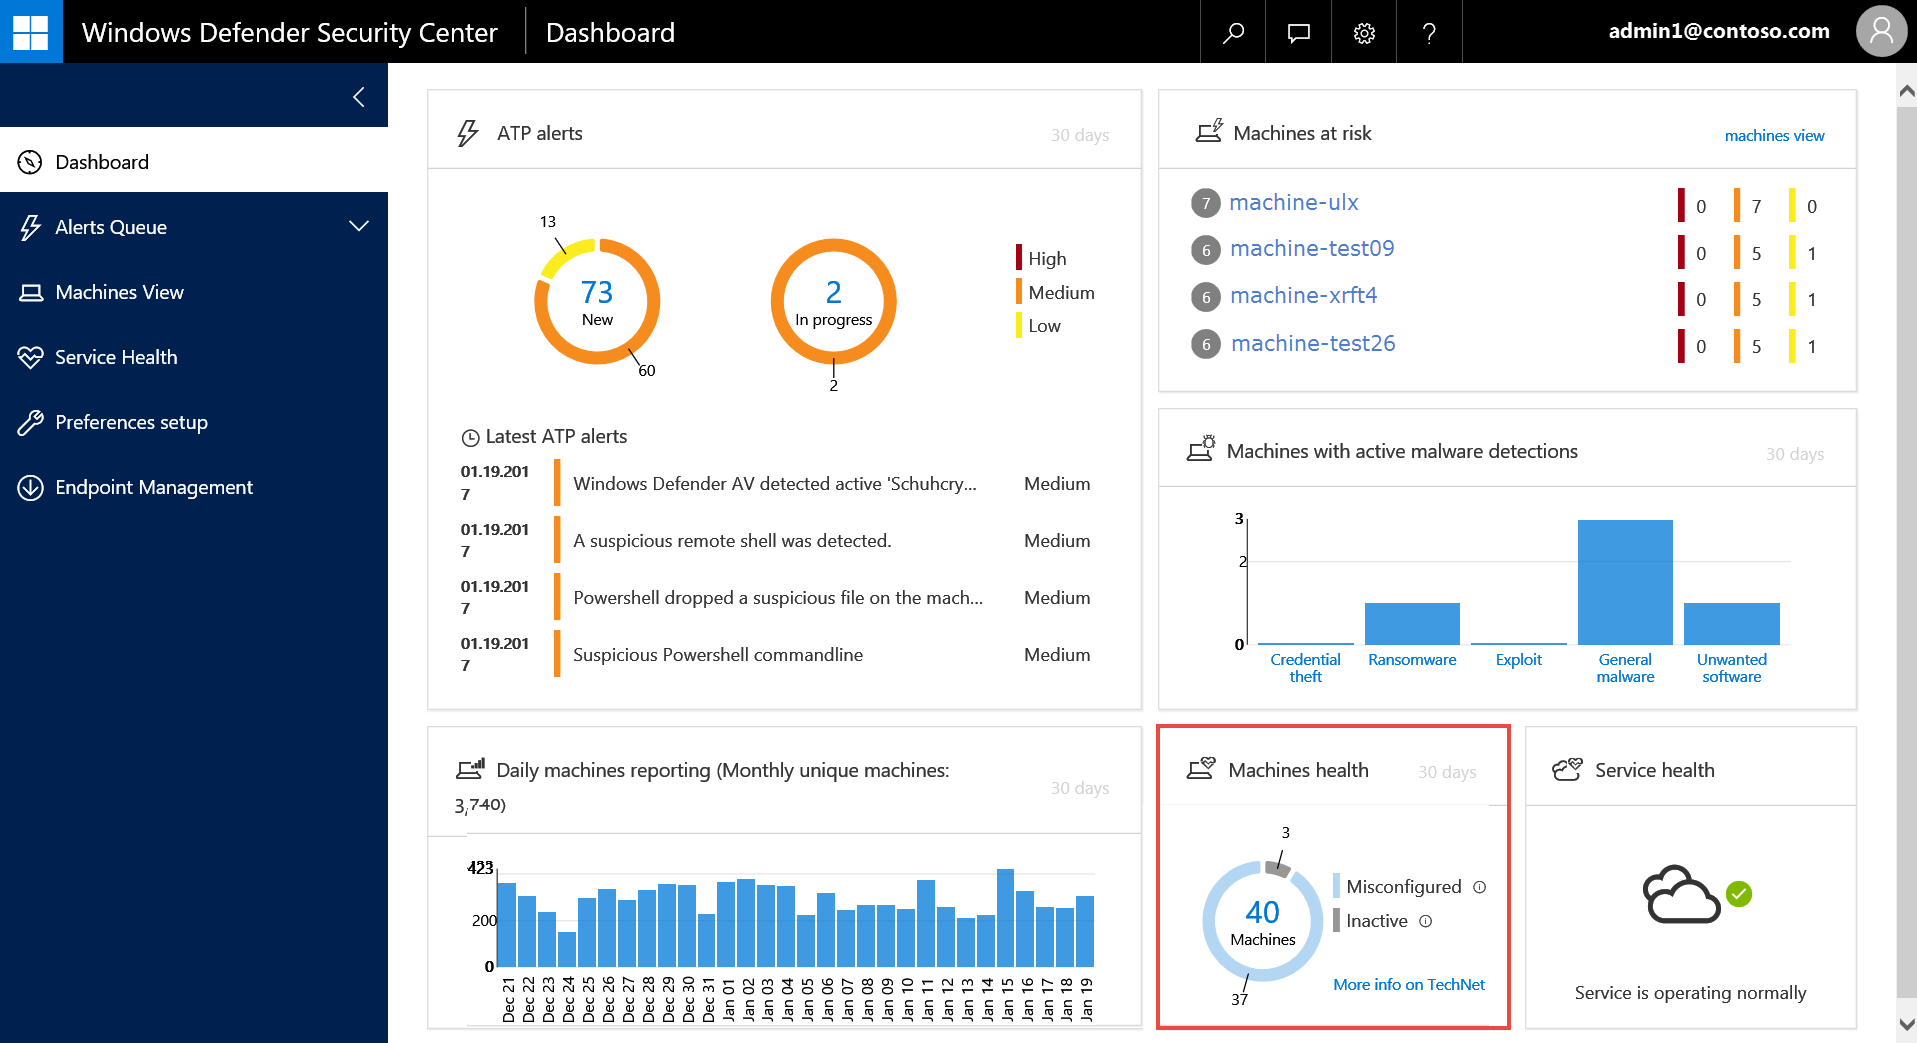 Windows Defender Security Center
Dashboard
?
admin1@contoso.com
Dashboard
Alerts Queue
Machines View
Service Health
Preferences setup
Endpoint Management
ATP alerts
30 days
13
73
New
60
2
In progress
2
High
Medium
Low
Latest ATP alerts
01.19.201
7
Windows Defender AV detected active 'Schuhcry...
Medium
01.19.201
7
A suspicious remote shell was detected.
Medium
01.19.201
7
Powershell dropped a suspicious file on the mach...
Medium
01.19.201
7
Suspicious Powershell commandline
Medium
Machines at risk
machines view
7 machine-ulx 0 7 0
6 machine-test09 0 5 1
6 machine-xrft4 0 5 1
6 machine-test26 0 5 1
Machines with active malware detections
30 days
3
2
0
Credential
theft
Ransomware
Exploit
General
malware
Unwanted
software
Daily machines reporting (Monthly unique machines:
3,740)
30 days
423
200
0
Dec 21
Dec 22
Dec 23
Dec 24
Dec 25
Dec 26
Dec 27
Dec 28
Dec 29
Dec 30
Dec 31
Jan 01
Jan 02
Jan 03
Jan 04
Jan 05
Jan 06
Jan 07
Jan 08
Jan 09
Jan 10
Jan 11
Jan 12
Jan 13
Jan 14
Jan 15
Jan 16
Jan 17
Jan 18
Jan 19
Machines health
30 days
3
40
Machines
37
Misconfigured
Inactive
More info on TechNet
Service health
Service is operating normally